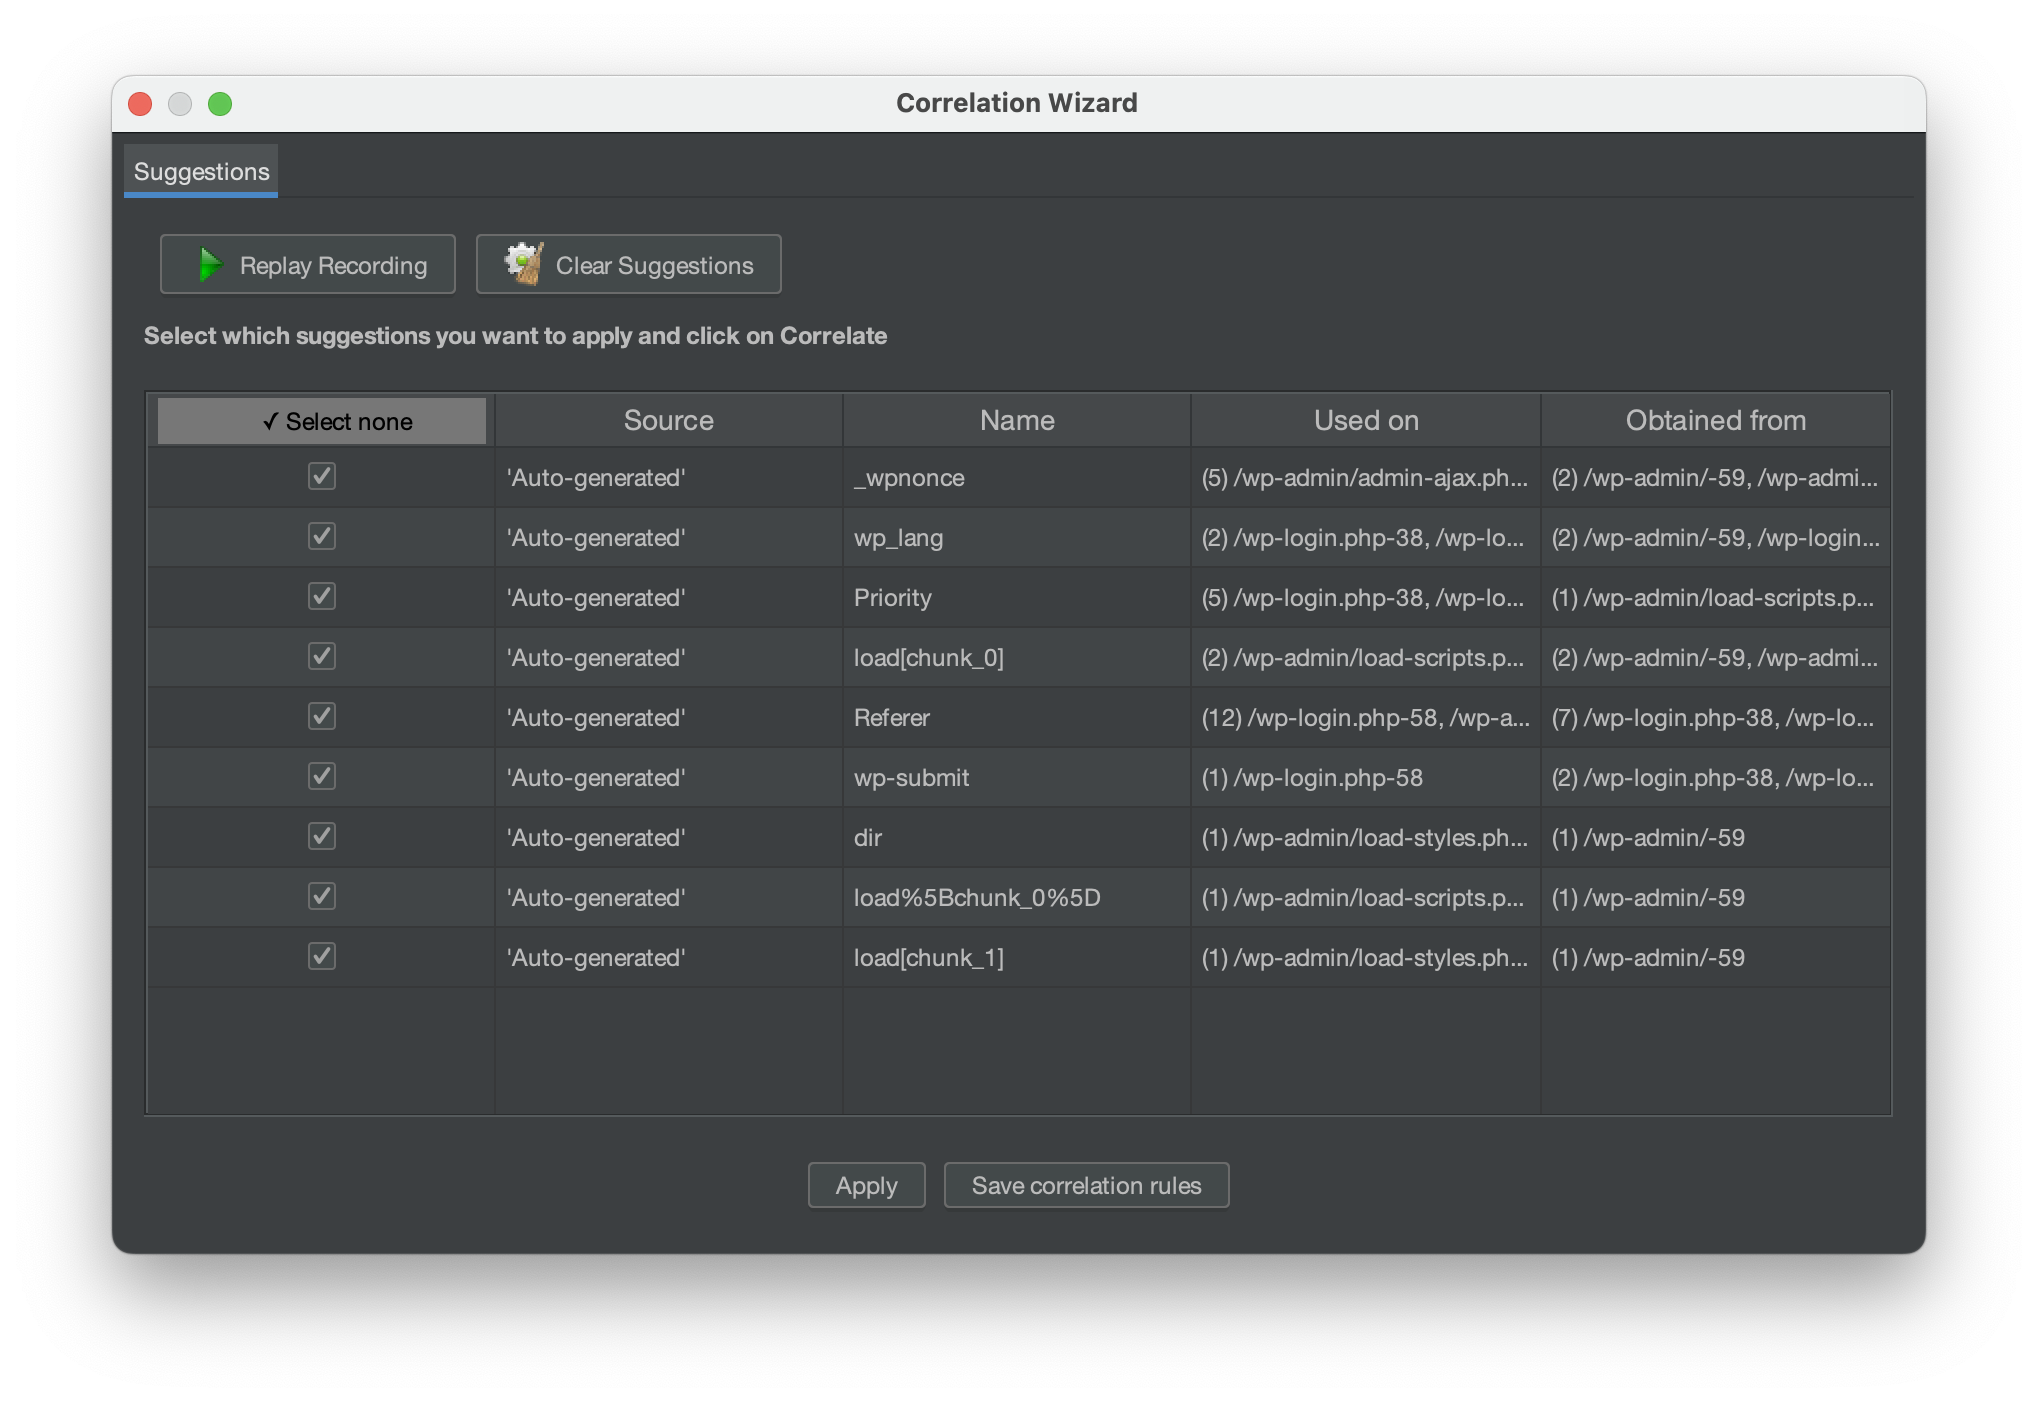 Correlation Wizard
Suggestions
Replay Recording
Clear Suggestions
Select which suggestions you want to apply and click on Correlate
✓ Select none Source Name Used on Obtained from
'Auto-generated' _wpnonce (5) /wp-admin/admin-ajax.ph... (2) /wp-admin/-59, /wp-admi...
'Auto-generated' wp_lang (2) /wp-login.php-38, /wp-lo... (2) /wp-admin/-59, /wp-login...
'Auto-generated' Priority (5) /wp-login.php-38, /wp-lo... (1) /wp-admin/load-scripts.p...
'Auto-generated' load[chunk_0] (2) /wp-admin/load-scripts.p... (2) /wp-admin/-59, /wp-admi...
'Auto-generated' Referer (12) /wp-login.php-58, /wp-a... (7) /wp-login.php-38, /wp-lo...
'Auto-generated' wp-submit (1) /wp-login.php-58 (2) /wp-login.php-38, /wp-lo...
'Auto-generated' dir (1) /wp-admin/load-styles.ph... (1) /wp-admin/-59
'Auto-generated' load%5Bchunk_0%5D (1) /wp-admin/load-scripts.p... (1) /wp-admin/-59
'Auto-generated' load[chunk_1] (1) /wp-admin/load-styles.ph... (1) /wp-admin/-59
Apply
Save correlation rules